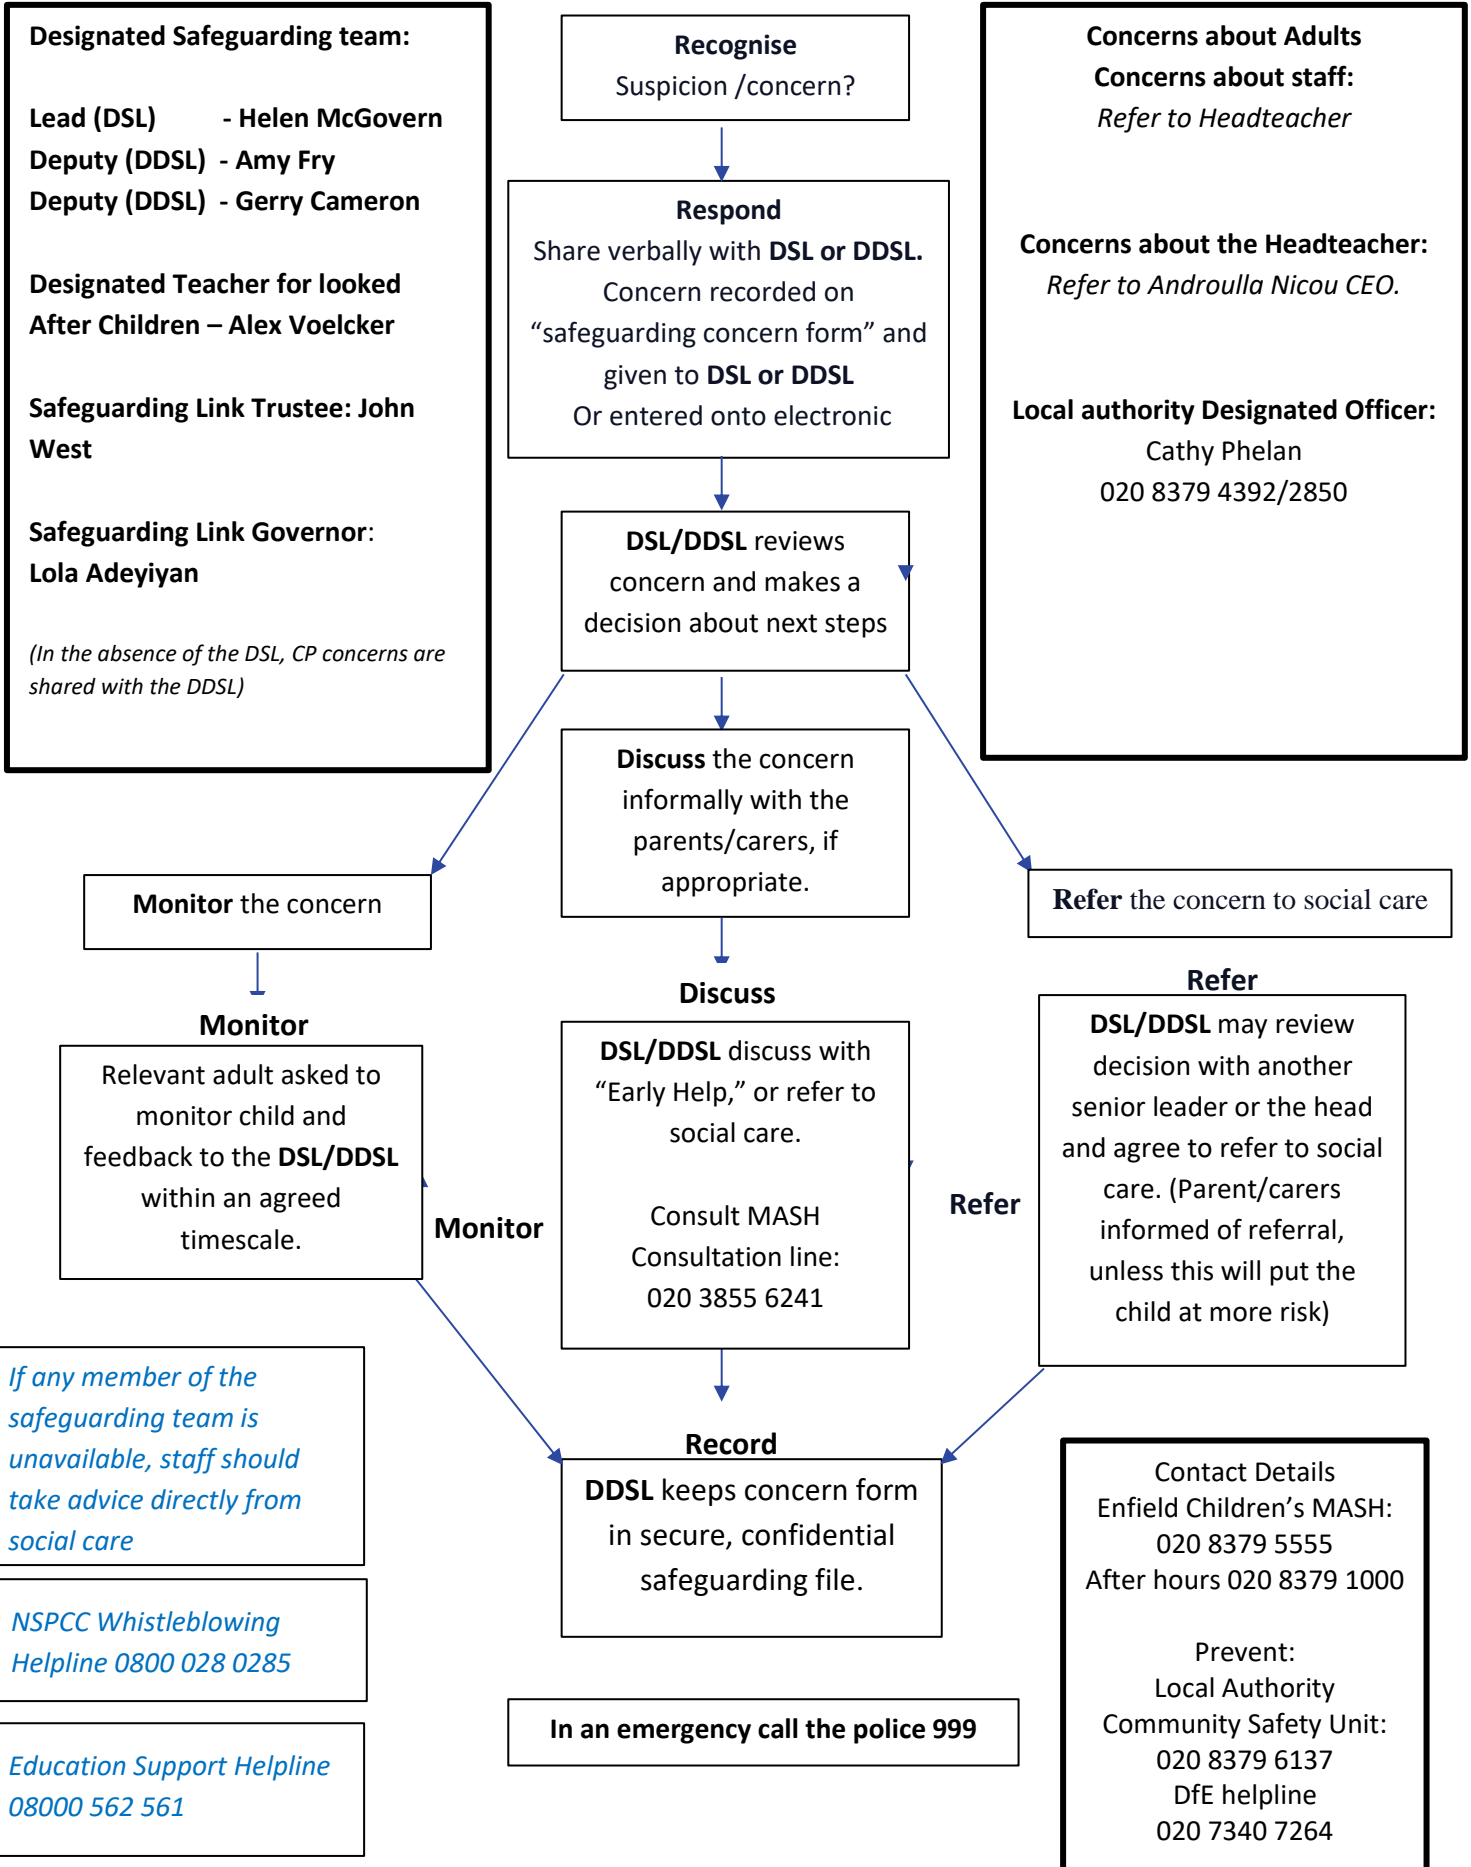 Designated Safeguarding team:
Lead (DSL) - Helen McGovern
Deputy (DDSL) - Amy Fry
Deputy (DDSL) - Gerry Cameron
Designated Teacher for looked
After Children – Alex Voelcker
Safeguarding Link Trustee: John
West
Safeguarding Link Governor:
Lola Adeyiyan
(In the absence of the DSL, CP concerns are
shared with the DDSL)
Recognise
Suspicion /concern?
Respond
Share verbally with DSL or DDSL.
Concern recorded on
“safeguarding concern form” and
given to DSL or DDSL
Or entered onto electronic
DSL/DDSL reviews
concern and makes a
decision about next steps
Concerns about Adults
Concerns about staff:
Refer to Headteacher
Concerns about the Headteacher:
Refer to Androulla Nicou CEO.
Local authority Designated Officer:
Cathy Phelan
020 8379 4392/2850
Discuss the concern
informally with the
parents/carers, if
appropriate.
Monitor the concern
Refer the concern to social care
Monitor
Relevant adult asked to
monitor child and
feedback to the DSL/DDSL
within an agreed
timescale.
Monitor
Discuss
DSL/DDSL discuss with
“Early Help,” or refer to
social care.
Consult MASH
Consultation line:
020 3855 6241
Refer
Refer
DSL/DDSL may review
decision with another
senior leader or the head
and agree to refer to social
care. (Parent/carers
informed of referral,
unless this will put the
child at more risk)
If any member of the
safeguarding team is
unavailable, staff should
take advice directly from
social care
NSPCC Whistleblowing
Helpline 0800 028 0285
Education Support Helpline
08000 562 561
Record
DDSL keeps concern form
in secure, confidential
safeguarding file.
In an emergency call the police 999
Contact Details
Enfield Children’s MASH:
020 8379 5555
After hours 020 8379 1000
Prevent:
Local Authority
Community Safety Unit:
020 8379 6137
DfE helpline
020 7340 7264